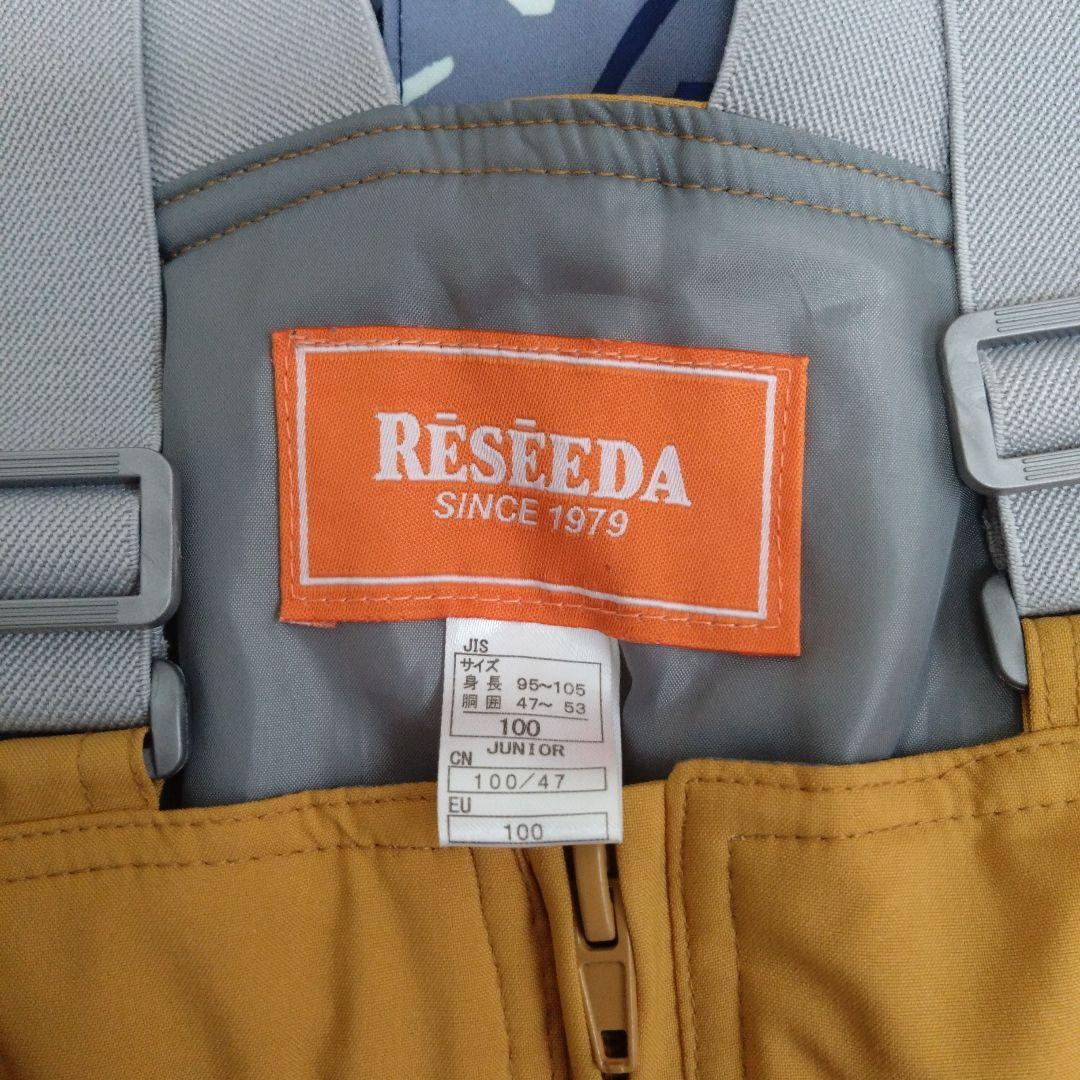 RĒSĒEDA
SINCE 1979
JIS
サイズ
身長 95～105
胴囲 47～ 53
100
JUNIOR
CN
100/47
EU
100